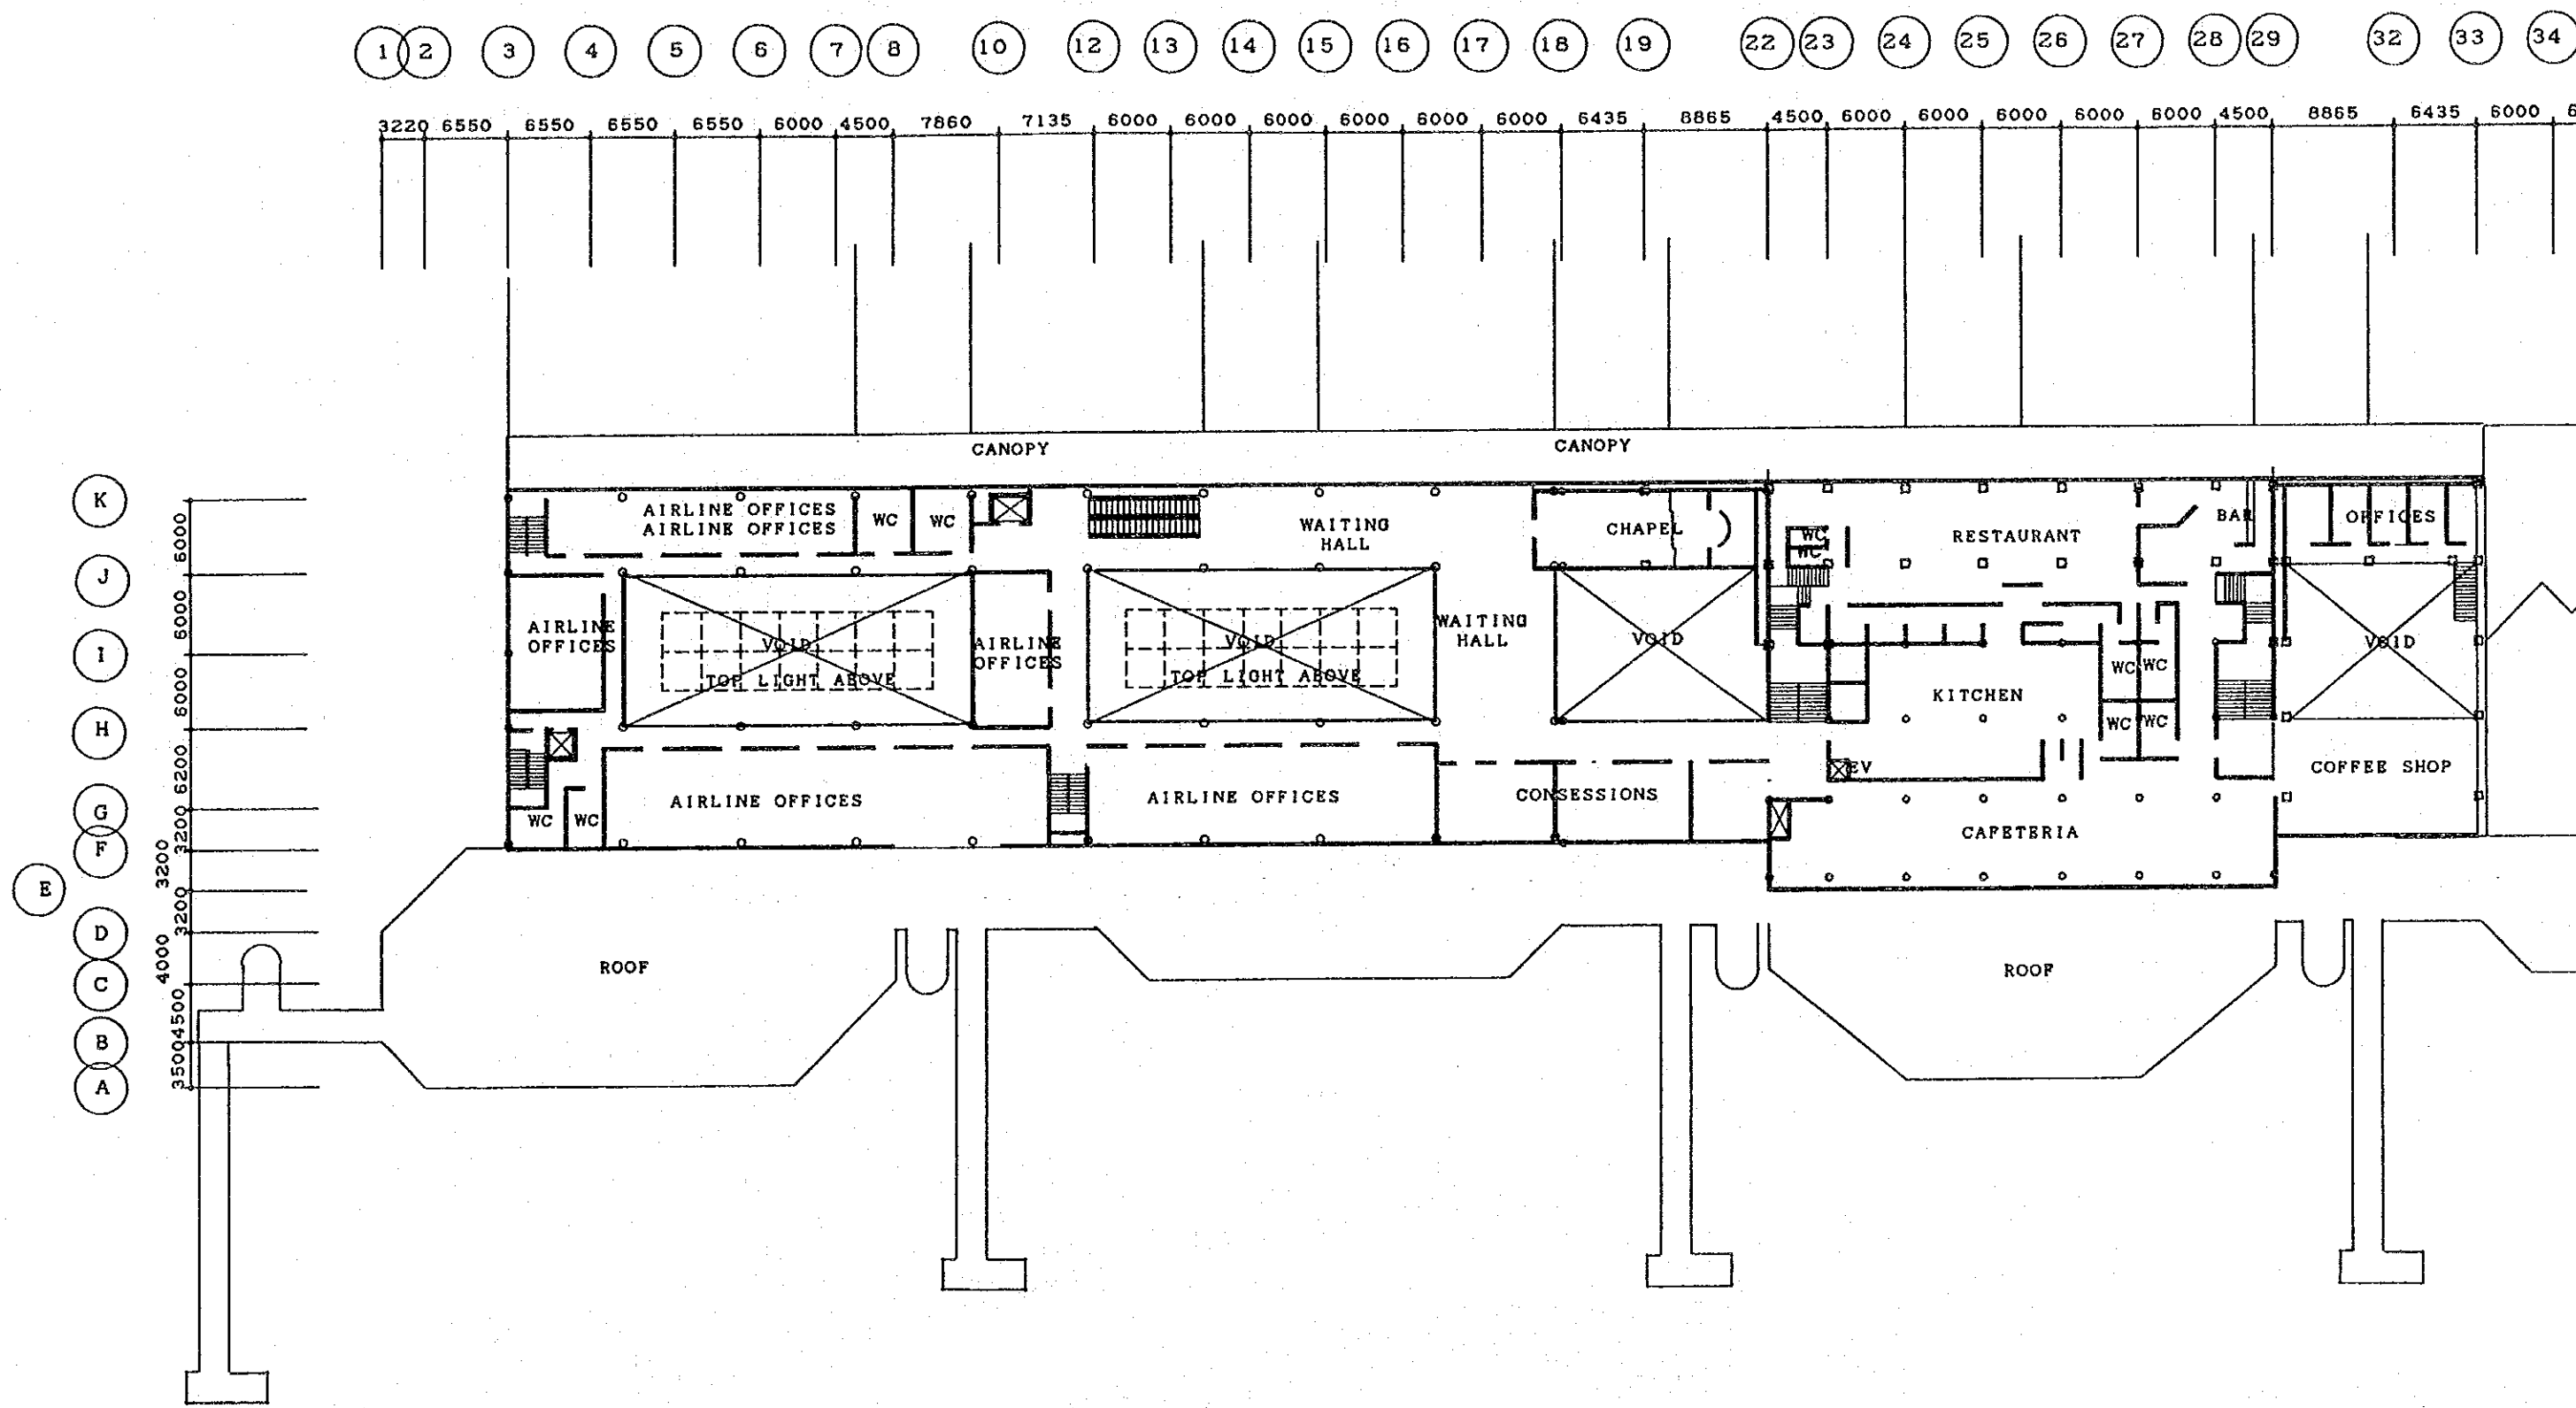 1 2 3 4 5 6 7 8 10 12 13 14 15 16 17 18 19 22 23 24 25 26 27 28 29 32 33 34
3220 6550 6550 6550 6550 6000 4500 7860 7135 6000 6000 6000 6000 6000 6000 6435 8865 4500 6000 6000 6000 6000 6000 4500 8865 6435 6000
CANOPY CANOPY
K
J
I
H
G
F
E
D
C
B
A
6000
6000
6000
6200
3200
3200
3200
4000
4500
3500
AIRLINE OFFICES
AIRLINE OFFICES
WC WC
WAITING
HALL
CHAPEL
WC
WC
RESTAURANT
BAR
OFFICES
AIRLINE
OFFICES
VOID
TOP LIGHT ABOVE
AIRLINE
OFFICES
VOID
TOP LIGHT ABOVE
WAITING
HALL
VOID
KITCHEN
WC WC
WC WC
VOID
WC WC
AIRLINE OFFICES
AIRLINE OFFICES
CONSESSIONS
EV
CAFETERIA
COFFEE SHOP
ROOF
ROOF